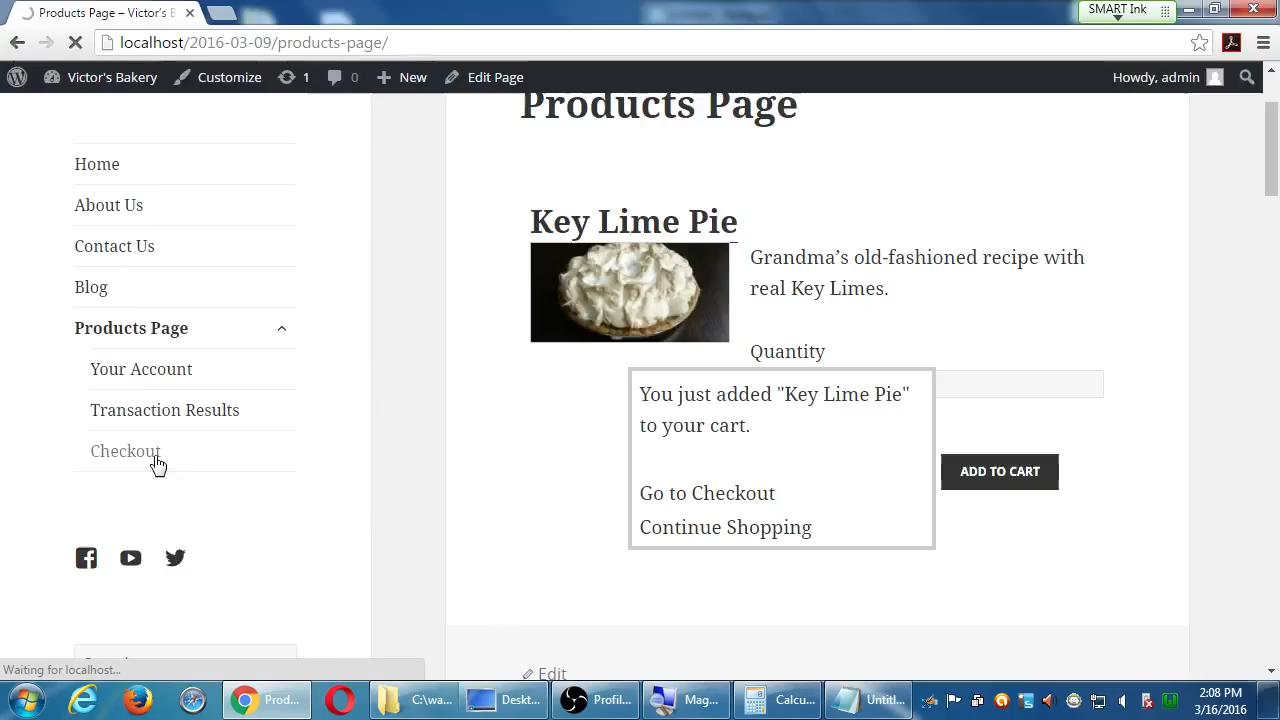 Products Page – Victor's B
SMART Ink
localhost/2016-03-09/products-page/
Victor's Bakery
Customize
1
0
New
Edit Page
Howdy, admin
Products Page
Home
About Us
Contact Us
Blog
Products Page
Your Account
Transaction Results
Checkout
Key Lime Pie
Grandma's old-fashioned recipe with
real Key Limes.
Quantity
You just added "Key Lime Pie"
to your cart.
Go to Checkout
Continue Shopping
ADD TO CART
Edit
Waiting for localhost...
Prod...
C:\wa...
Deskt...
Profil...
Mag...
Calcu...
Untitl...
2:08 PM
3/16/2016